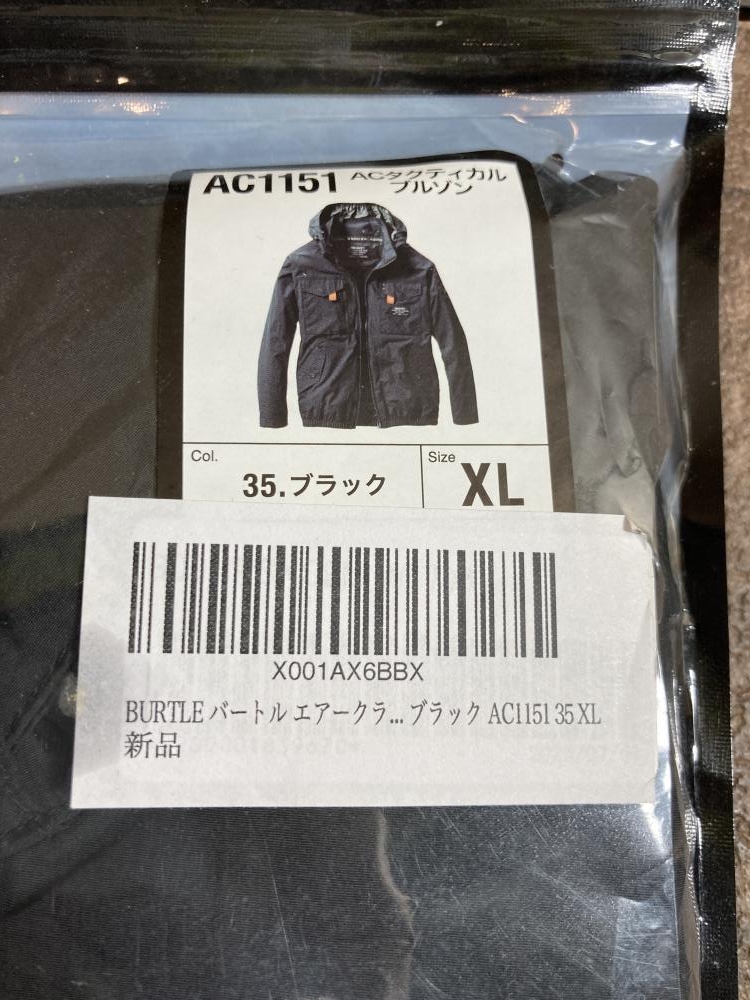 AC1151 ACタクティカル
ブルゾン
Col.
35.ブラック
Size
XL
X001AX6BBX
BURTLE バートル エアークラ... ブラック AC1151 35 XL
新品